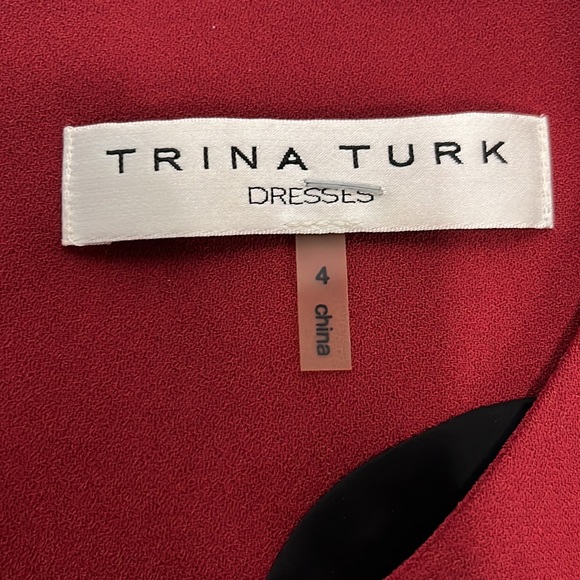 TRINA TURK
DRESSES
4 china